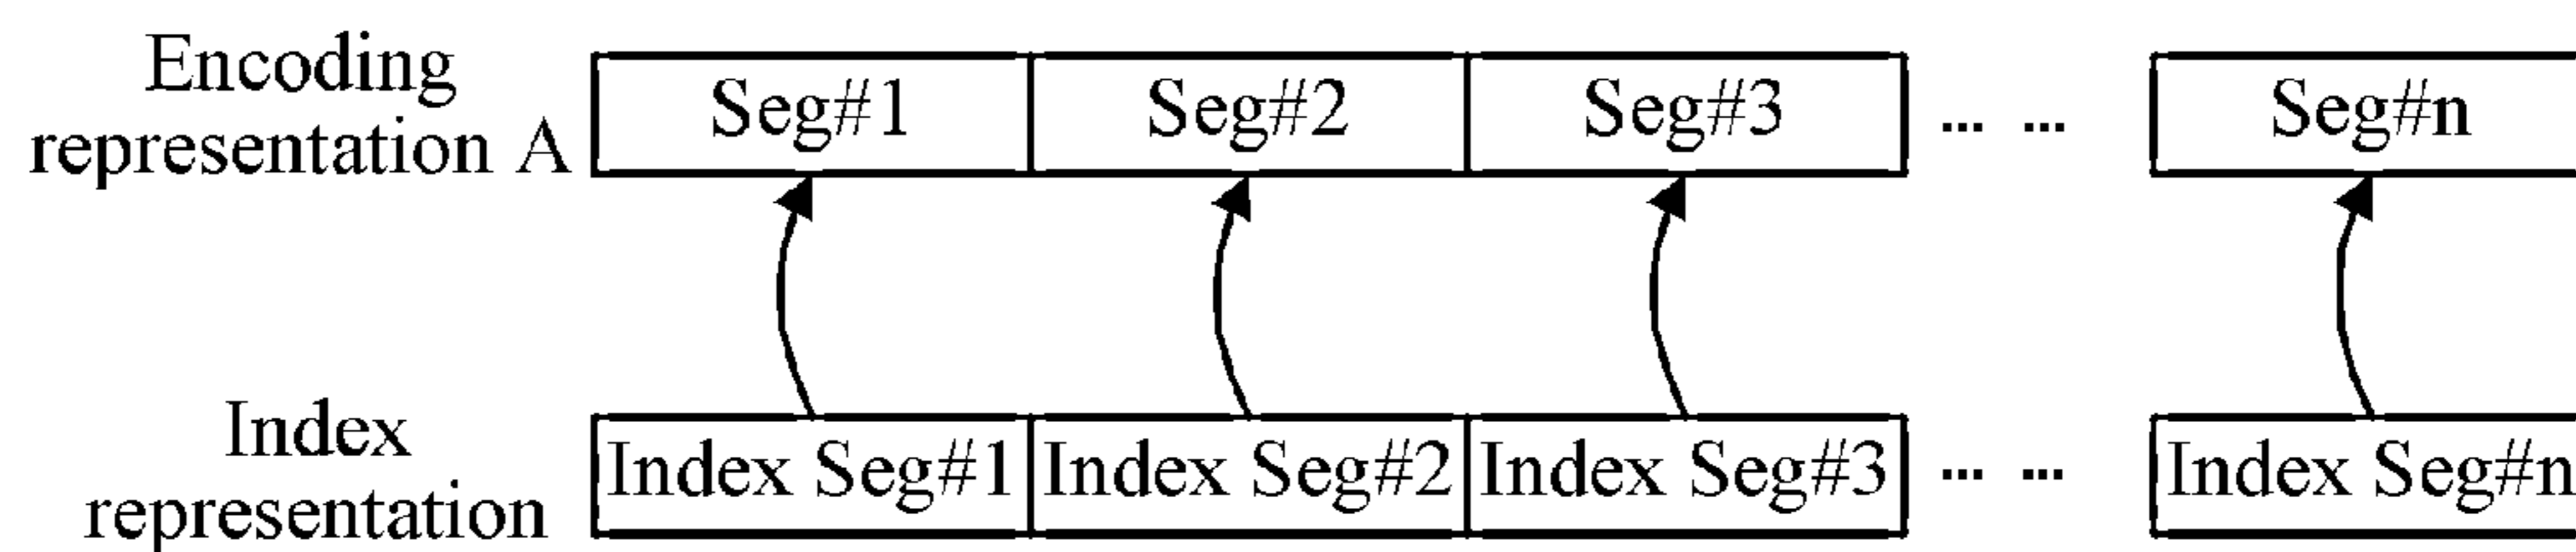 Encoding
representation A
Seg#1 Seg#2 Seg#3 ... ... Seg#n
Index
representation
Index Seg#1 Index Seg#2 Index Seg#3 ... ... Index Seg#n